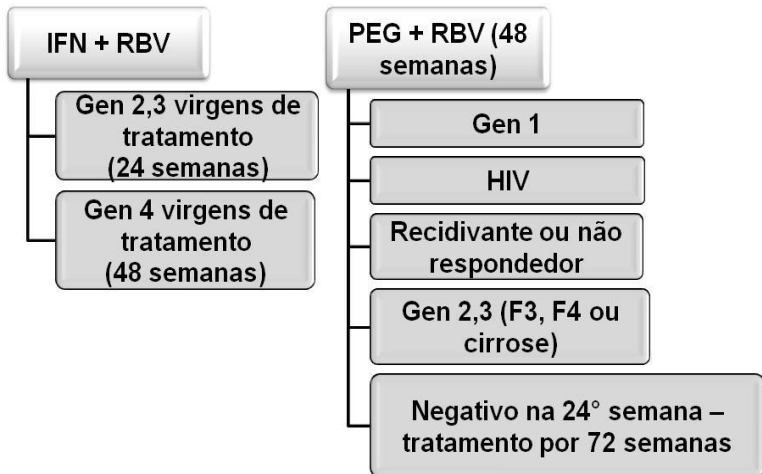 IFN + RBV
Gen 2,3 virgens de
tratamento
(24 semanas)
Gen 4 virgens de
tratamento
(48 semanas)
PEG + RBV (48
semanas)
Gen 1
HIV
Recidivante ou não
respondedor
Gen 2,3 (F3, F4 ou
cirrose)
Negativo na 24° semana –
tratamento por 72 semanas